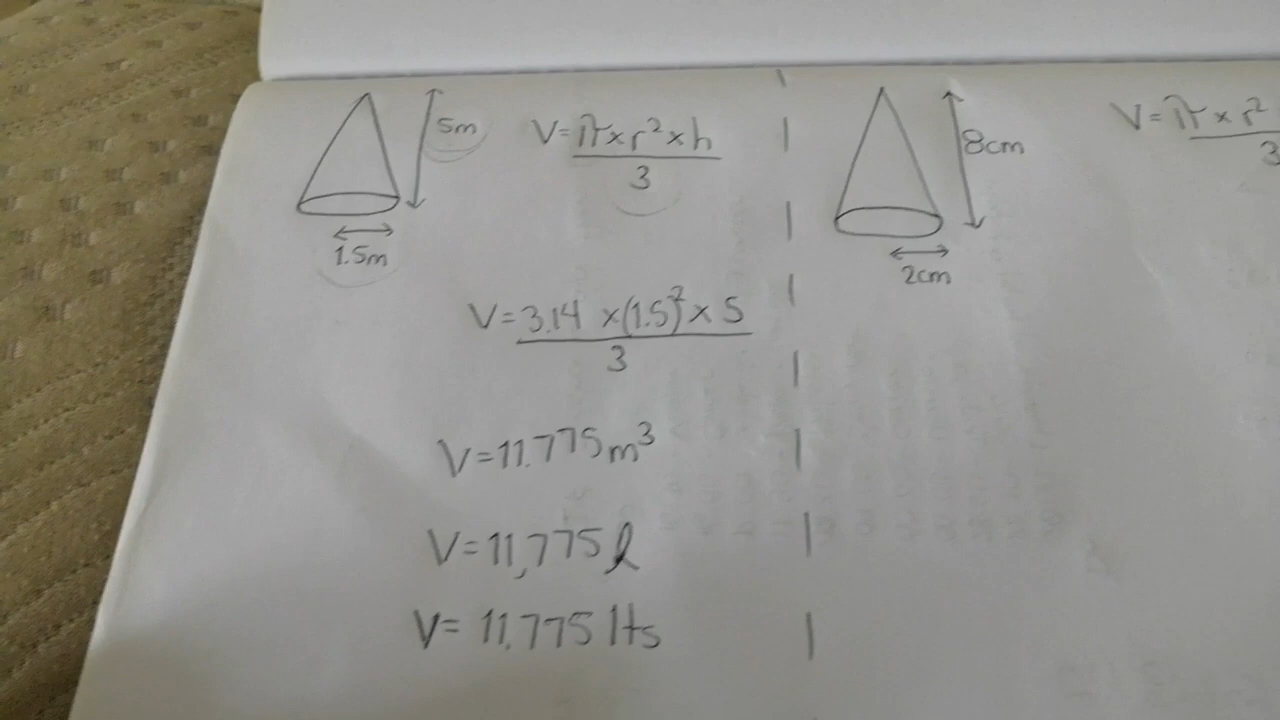 5m
V=π×r²×h
3
1.5m
V=3.14 ×(1.5)²× 5
3
V=11.775m³
V=11,775 l
V= 11,775 lts
8cm
2cm
V=π×r²
3